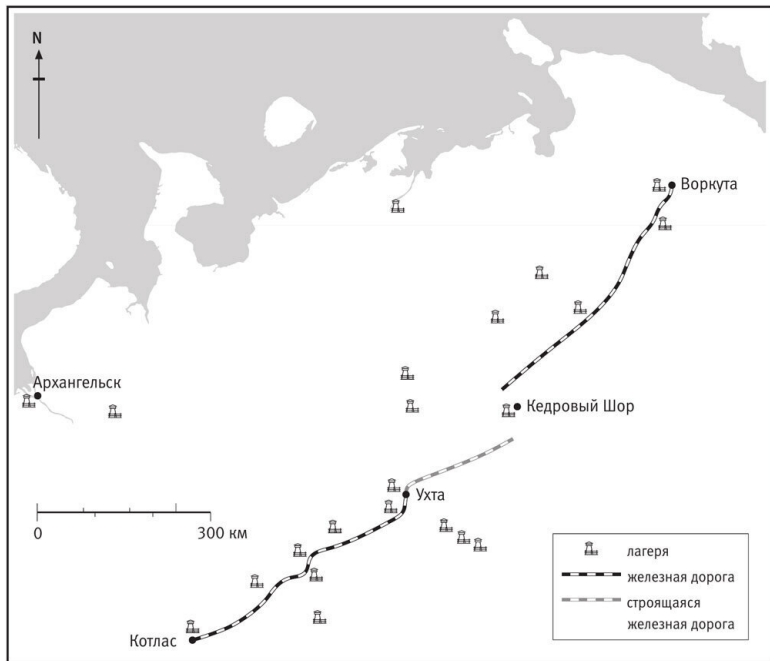 N
Воркута
Архангельск
Кедровый Шор
Ухта
0 300 км
лагеря
железная дорога
строящаяся
железная дорога
Котлас